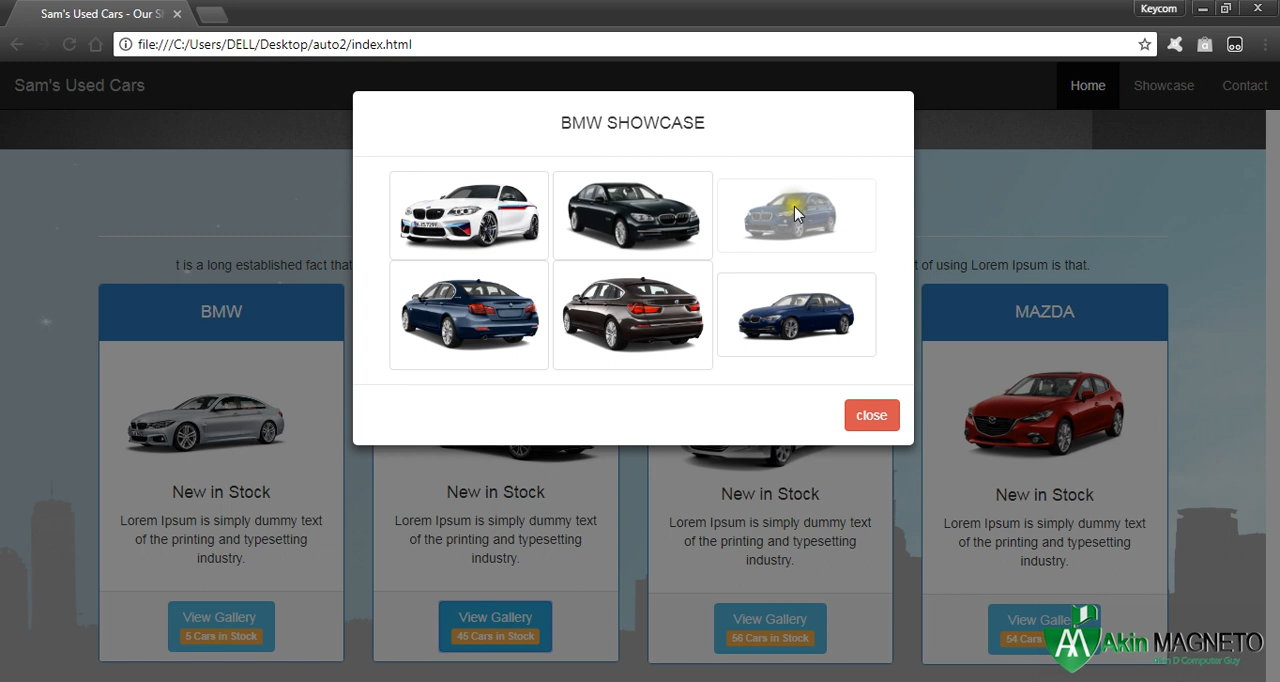 Sam's Used Cars - Our S
Keycom
file:///C:/Users/DELL/Desktop/auto2/index.html
Sam's Used Cars
Home
Showcase
Contact
BMW SHOWCASE
t is a long established fact that
t of using Lorem Ipsum is that.
BMW
MAZDA
close
New in Stock
Lorem Ipsum is simply dummy text
of the printing and typesetting
industry.
View Gallery
5 Cars in Stock
New in Stock
Lorem Ipsum is simply dummy text
of the printing and typesetting
industry.
View Gallery
45 Cars in Stock
New in Stock
Lorem Ipsum is simply dummy text
of the printing and typesetting
industry.
View Gallery
56 Cars in Stock
New in Stock
Lorem Ipsum is simply dummy text
of the printing and typesetting
industry.
View Galle
54 Cars
Akin MAGNETO
Akin D Computer Guy